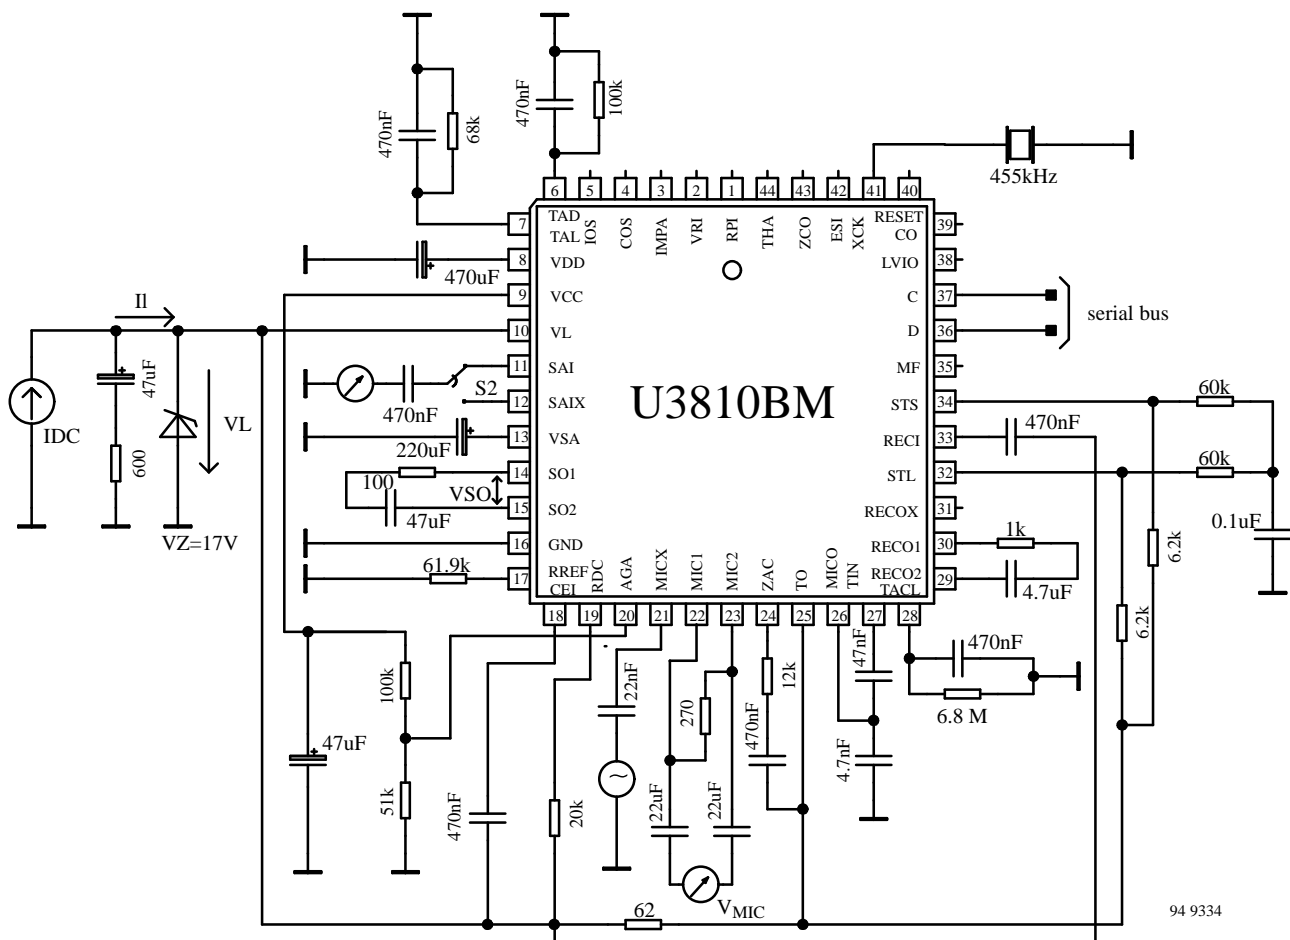 470nF
68k
470nF
100k
455kHz
6
5
4
3
2
1
44
43
42
41
40
TAD
TAL
IOS
COS
IMPA
VRI
RPI
THA
ZCO
ESI
XCK
RESET
CO
7
8
VDD
470uF
9
VCC
10
VL
11
SAI
12
SAIX
13
VSA
14
SO1
15
SO2
16
GND
17
RREF
CEI
39
LVIO
38
C
37
D
36
MF
35
STS
34
RECI
33
STL
32
RECOX
31
RECO1
30
RECO2
29
TACL
U3810BM
serial bus
Il
47uF
IDC
600
VL
VZ=17V
S2
470nF
220uF
100
VSO
47uF
61.9k
60k
470nF
60k
0.1uF
6.2k
6.2k
1k
4.7uF
RDC
AGA
MICX
MIC1
MIC2
ZAC
TO
MICO
TIN
18
19
20
21
22
23
24
25
26
27
28
100k
47uF
51k
470nF
20k
22nF
~
270
22uF
22uF
12k
470nF
47nF
4.7nF
470nF
6.8 M
VMIC
62
94 9334